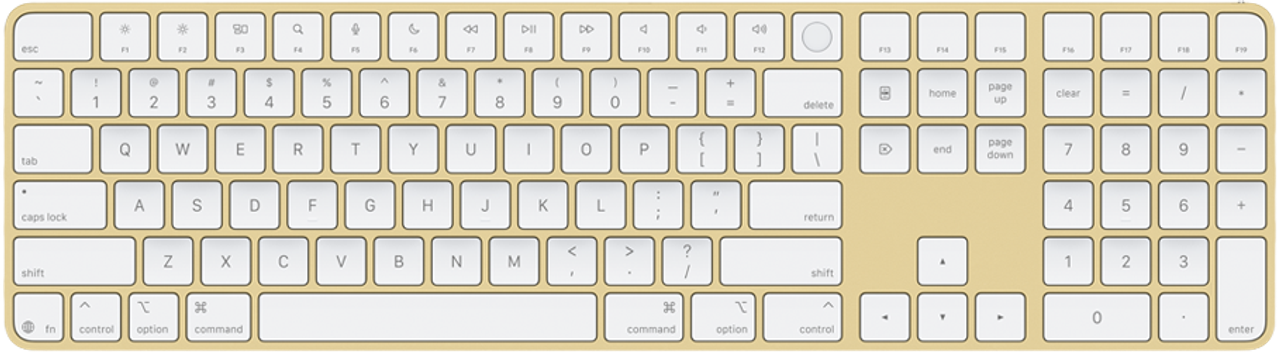 esc F1 F2 F3 F4 F5 F6 F7 F8 F9 F10 F11 F12 F13 F14 F15 F16 F17 F18 F19
~ ! @ # $ % ^ & * ( ) — +
` 1 2 3 4 5 6 7 8 9 0 - = delete home page up clear = / *
tab Q W E R T Y U I O P { [ } ] | \ end page down 7 8 9 −
caps lock A S D F G H J K L : ; " ' return 4 5 6 +
shift Z X C V B N M < , > . ? / shift 1 2 3
fn control option command command option control 0 . enter